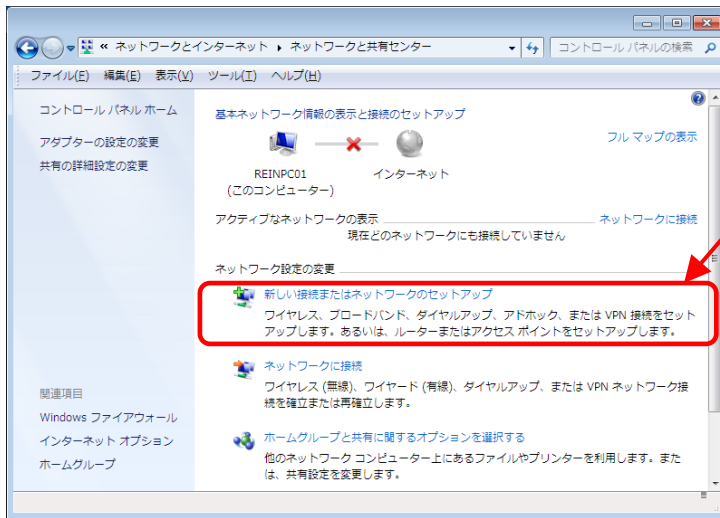 « ネットワークとインターネット ▸ ネットワークと共有センター
コントロール パネルの検索
ファイル(F) 編集(E) 表示(V) ツール(T) ヘルプ(H)
コントロール パネル ホーム
アダプターの設定の変更
共有の詳細設定の変更
基本ネットワーク情報の表示と接続のセットアップ
フル マップの表示
REINPC01
(このコンピューター)
インターネット
アクティブなネットワークの表示
ネットワークに接続
現在どのネットワークにも接続していません
ネットワーク設定の変更
新しい接続またはネットワークのセットアップ
ワイヤレス、ブロードバンド、ダイヤルアップ、アドホック、または VPN 接続をセット
アップします。あるいは、ルーターまたはアクセス ポイントをセットアップします。
ネットワークに接続
ワイヤレス (無線)、ワイヤード (有線)、ダイヤルアップ、または VPN ネットワーク接
続を確立または再確立します。
ホームグループと共有に関するオプションを選択する
他のネットワーク コンピューター上にあるファイルやプリンターを利用します。また
は、共有設定を変更します。
関連項目
Windows ファイアウォール
インターネット オプション
ホームグループ